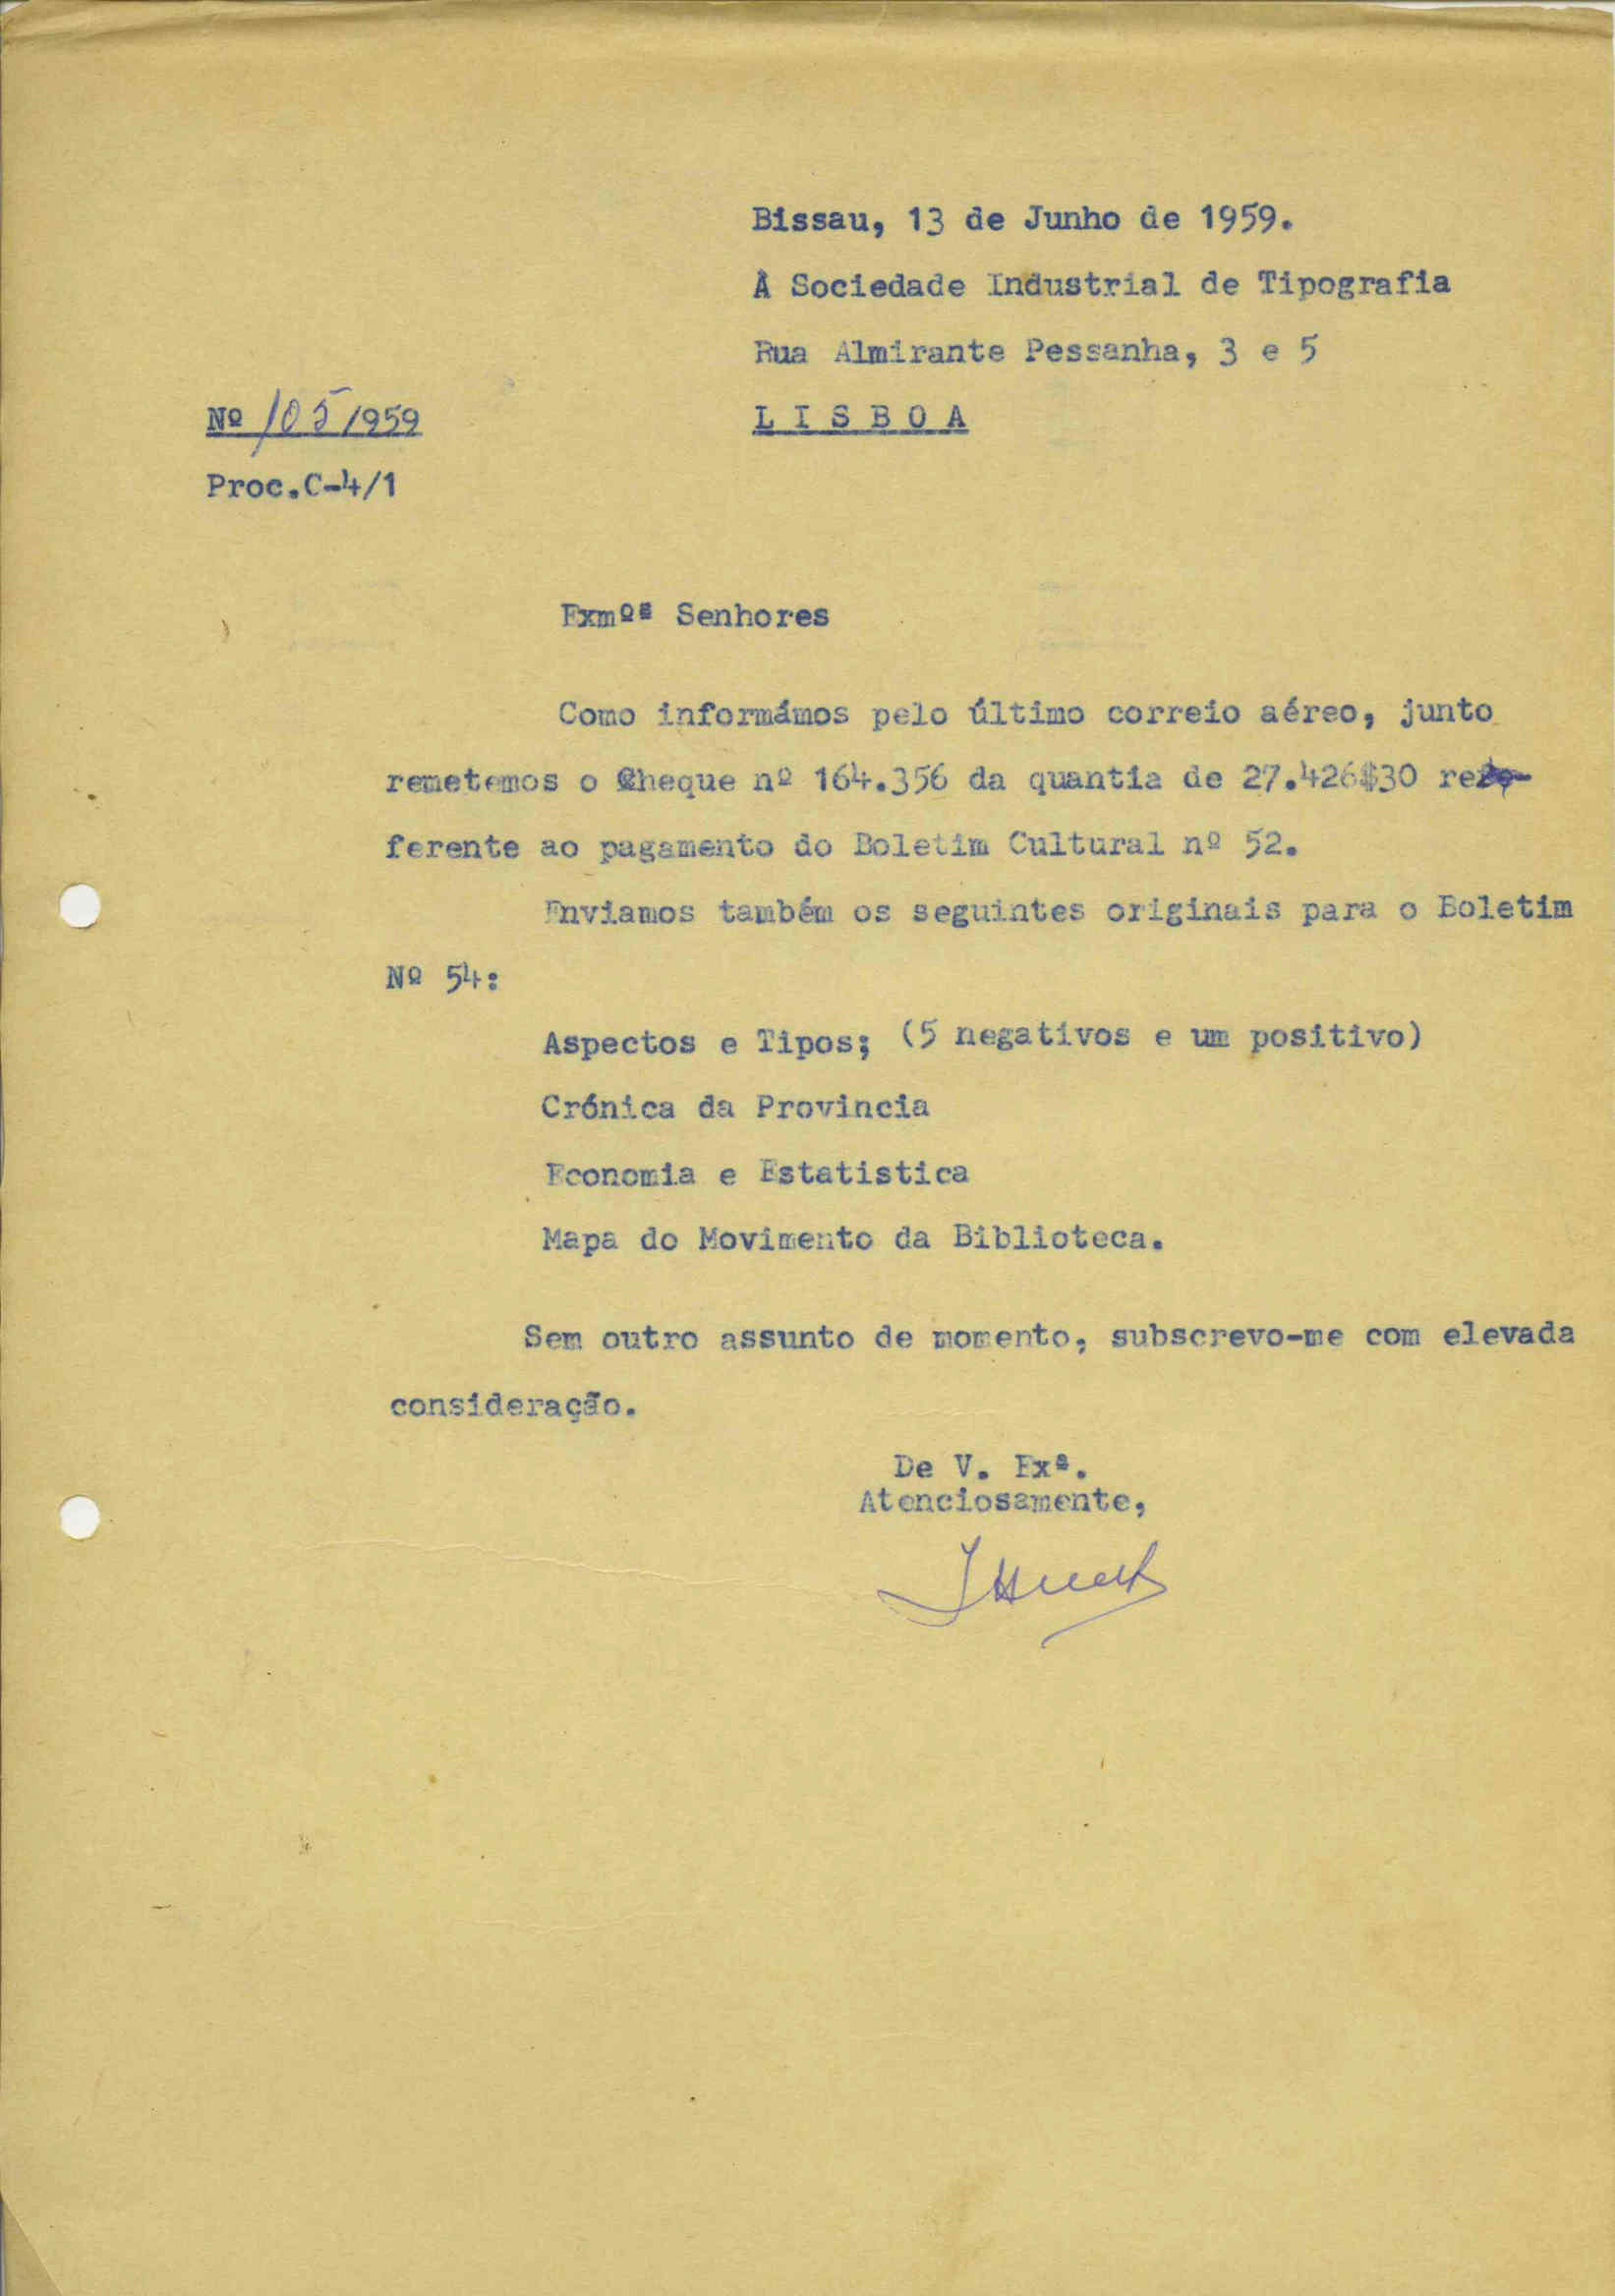 Bissau, 13 de Junho de 1959.
À Sociedade Industrial de Tipografia
Rua Almirante Pessanha, 3 e 5
Nº 105/1959
L I S B O A
Proc.C-4/1
Exmºs Senhores
Como informámos pelo último correio aéreo, junto
remetemos o Cheque nº 164.356 da quantia de 27.426$30 re-
ferente ao pagamento do Boletim Cultural nº 52.
Enviamos também os seguintes originais para o Boletim
Nº 54:
Aspectos e Tipos; (5 negativos e um positivo)
Crónica da Provincia
Economia e Estatistica
Mapa do Movimento da Biblioteca.
Sem outro assunto de momento, subscrevo-me com elevada
consideração.
De V. Exª.
Atenciosamente,